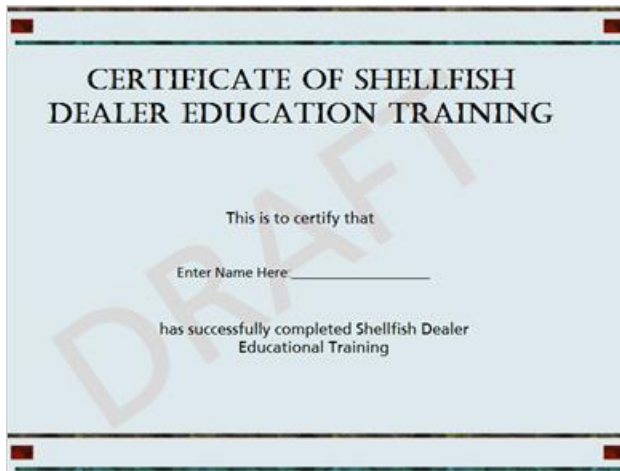 CERTIFICATE OF SHELLFISH
DEALER EDUCATION TRAINING
DRAFT
This is to certify that
Enter Name Here:____________________
has successfully completed Shellfish Dealer
Educational Training